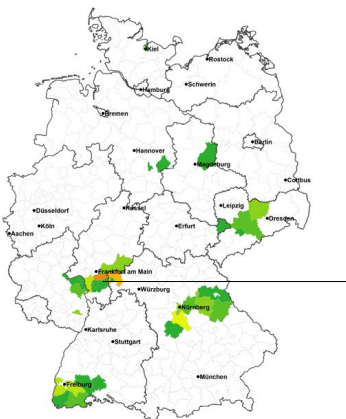 Kiel
Rostock
Schwerin
Hamburg
Bremen
Berlin
Hannover
Magdeburg
Cottbus
Kassel
Leipzig
Düsseldorf
Dresden
Köln
Erfurt
Aachen
Frankfurt am Main
Würzburg
Nürnberg
Karlsruhe
Stuttgart
München
Freiburg